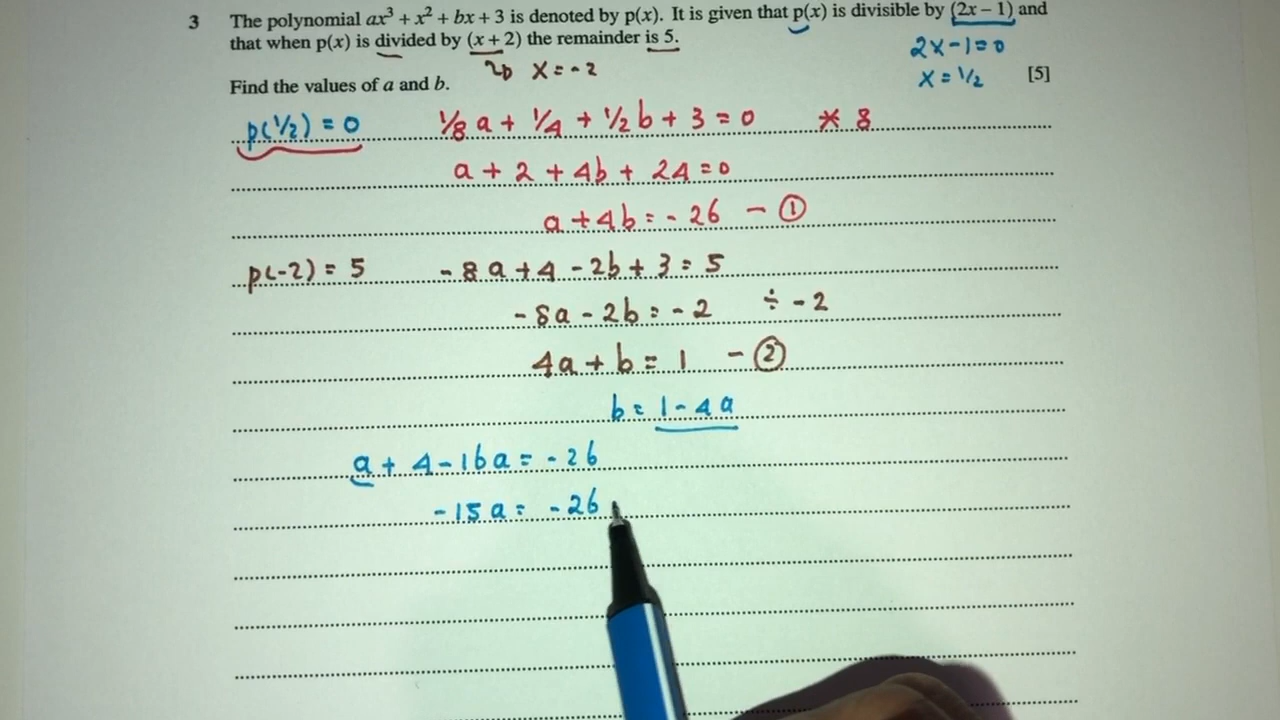 3 The polynomial ax³ + x² + bx + 3 is denoted by p(x). It is given that p(x) is divisible by (2x − 1) and
that when p(x) is divided by (x + 2) the remainder is 5.
2x-1=0
x = -2
x = 1/2
[5]
Find the values of a and b.
p(1/2) = 0 1/8 a + 1/4 + 1/2 b + 3 = 0 * 8
a + 2 + 4b + 24 = 0
a + 4b = - 26 - ①
p(-2) = 5 - 8a + 4 - 2b + 3 = 5
- 8a - 2b = - 2 ÷ - 2
4a + b = 1 - ②
b = 1 - 4a
a + 4 - 16a = - 26
- 15a = - 26